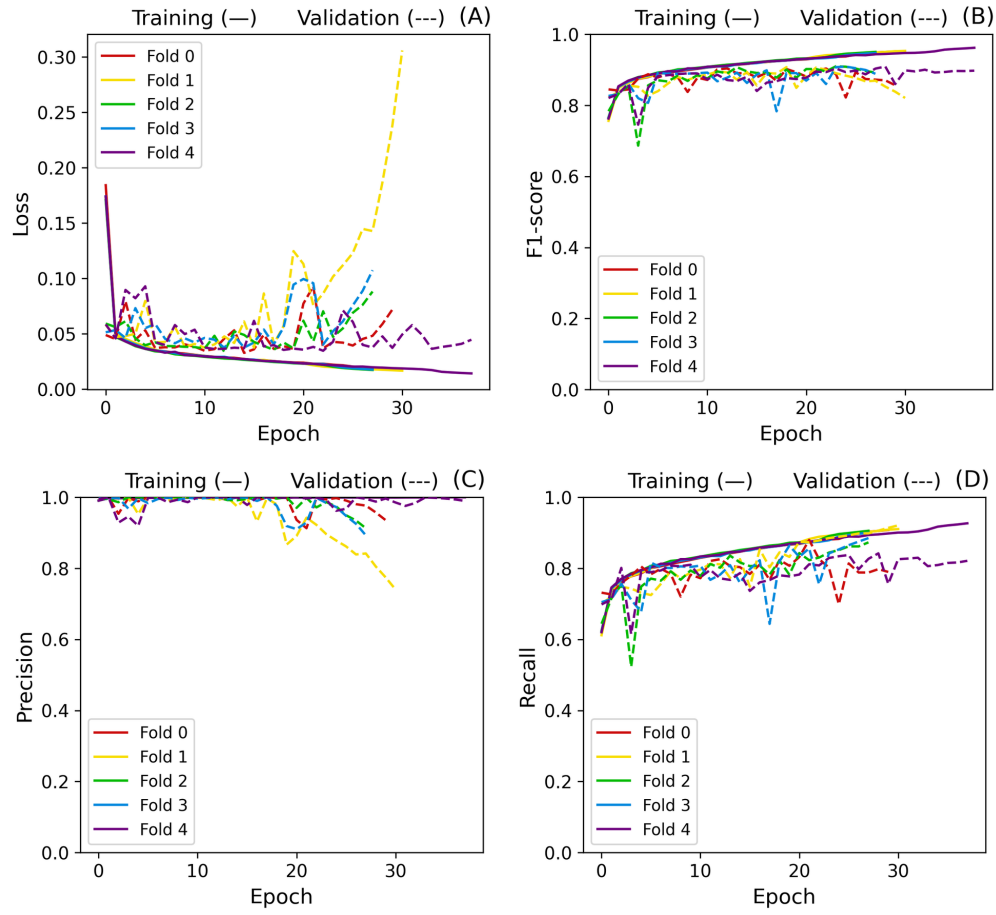 Training (—) Validation (---) (A)
0.30
0.25
0.20
0.15
0.10
0.05
0.00
Loss
Fold 0
Fold 1
Fold 2
Fold 3
Fold 4
0 10 20 30
Epoch
Training (—) Validation (---) (B)
1.0
0.8
0.6
0.4
0.2
0.0
F1-score
Fold 0
Fold 1
Fold 2
Fold 3
Fold 4
0 10 20 30
Epoch
Training (—) Validation (---) (C)
1.0
0.8
0.6
0.4
0.2
0.0
Precision
Fold 0
Fold 1
Fold 2
Fold 3
Fold 4
0 10 20 30
Epoch
Training (—) Validation (---) (D)
1.0
0.8
0.6
0.4
0.2
0.0
Recall
Fold 0
Fold 1
Fold 2
Fold 3
Fold 4
0 10 20 30
Epoch